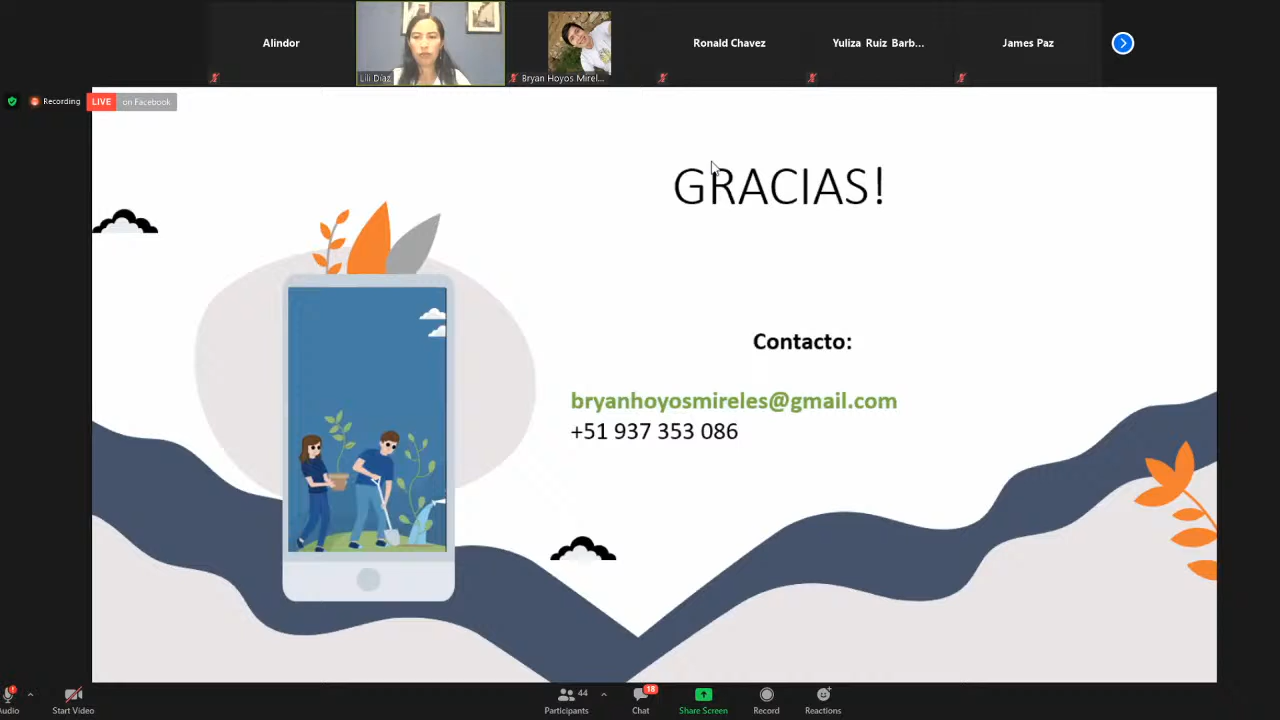 Alindor
Lili Díaz
Bryan Hoyos Mirel...
Ronald Chavez
Yuliza Ruiz Barb...
James Paz
Recording
LIVE on Facebook
GRACIAS!
Contacto:
bryanhoyosmireles@gmail.com
+51 937 353 086
Audio
Start Video
44
Participants
18
Chat
Share Screen
Record
Reactions